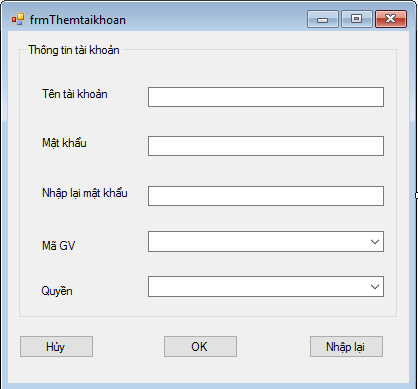 frmThemtaikhoan
Thông tin tài khoản
Tên tài khoản
Mật khẩu
Nhập lại mật khẩu
Mã GV
Quyền
Hủy
OK
Nhập lại